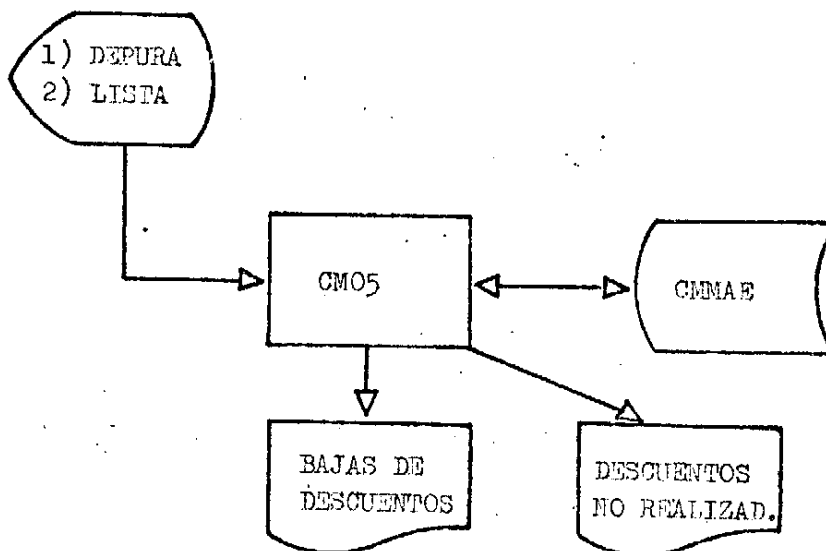 1) DEPURA
2) LISTA
CM05
CMMAE
BAJAS DE
DESCUENTOS
DESCUENTOS
NO REALIZAD.